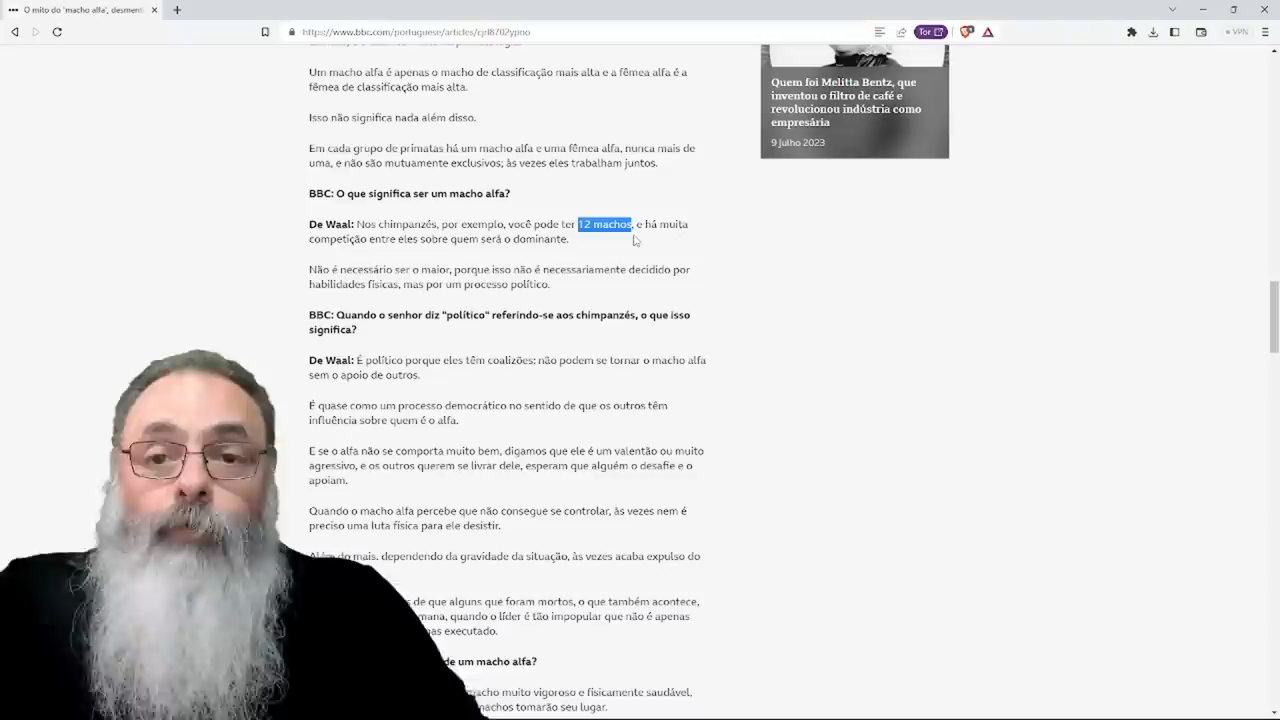 O mito do 'macho alfa', desmenti
https://www.bbc.com/portuguese/articles/cjrl8702ypno
Tor
VPN
Um macho alfa é apenas o macho de classificação mais alta e a fêmea alfa é a
fêmea de classificação mais alta.
Isso não significa nada além disso.
Em cada grupo de primatas há um macho alfa e uma fêmea alfa, nunca mais de
uma, e não são mutuamente exclusivos; às vezes eles trabalham juntos.
BBC: O que significa ser um macho alfa?
De Waal: Nos chimpanzés, por exemplo, você pode ter 12 machos, e há muita
competição entre eles sobre quem será o dominante.
Não é necessário ser o maior, porque isso não é necessariamente decidido por
habilidades físicas, mas por um processo político.
BBC: Quando o senhor diz "político" referindo-se aos chimpanzés, o que isso
significa?
De Waal: É político porque eles têm coalizões: não podem se tornar o macho alfa
sem o apoio de outros.
É quase como um processo democrático no sentido de que os outros têm
influência sobre quem é o alfa.
E se o alfa não se comporta muito bem, digamos que ele é um valentão ou muito
agressivo, e os outros querem se livrar dele, esperam que alguém o desafie e o
apoiam.
Quando o macho alfa percebe que não consegue se controlar, às vezes nem é
preciso uma luta física para ele desistir.
Além do mais, dependendo da gravidade da situação, às vezes acaba expulso do
de que alguns que foram mortos, o que também acontece,
mana, quando o líder é tão impopular que não é apenas
nas executado.
de um macho alfa?
macho muito vigoroso e fisicamente saudável,
machos tomarão seu lugar.
Quem foi Melitta Bentz, que
inventou o filtro de café e
revolucionou indústria como
empresária
9 Julho 2023